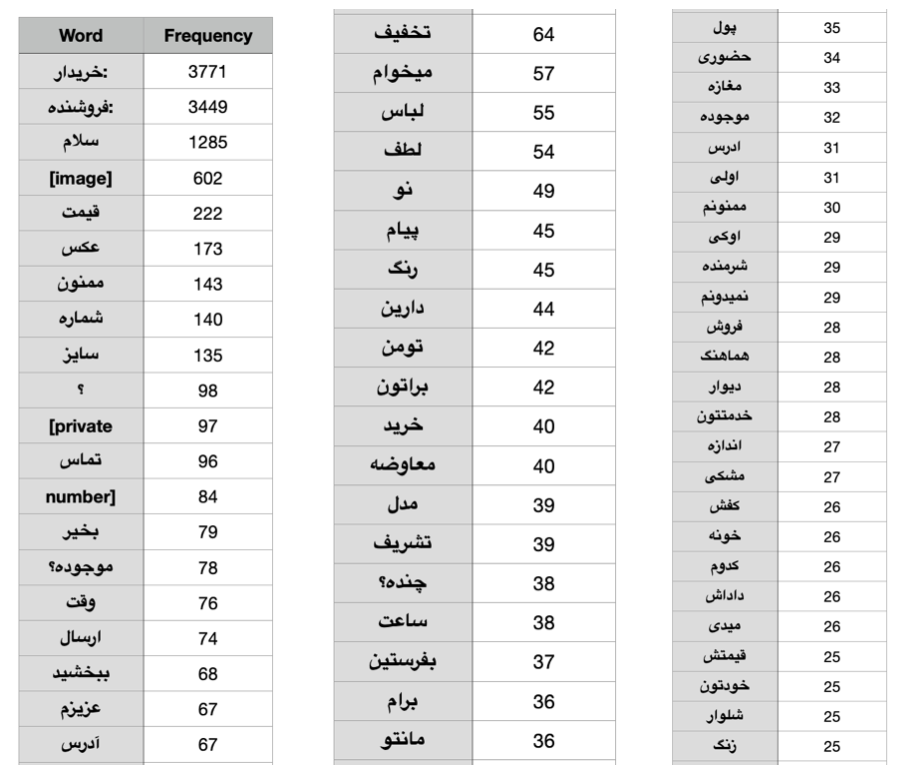 Word Frequency
خریدار: 3771
فروشنده: 3449
سلام 1285
[image] 602
قیمت 222
عکس 173
ممنون 143
شماره 140
سایز 135
؟ 98
[private 97
تماس 96
number] 84
بخیر 79
موجوده؟ 78
وقت 76
ارسال 74
ببخشید 68
عزیزم 67
آدرس 67
تخفیف 64
میخوام 57
لباس 55
لطف 54
نو 49
پیام 45
رنگ 45
دارین 44
تومن 42
براتون 42
خرید 40
معاوضه 40
مدل 39
تشریف 39
چنده؟ 38
ساعت 38
بفرستین 37
برام 36
مانتو 36
پول 35
حضوری 34
مغازه 33
موجوده 32
ادرس 31
اولی 31
ممنونم 30
اوکی 29
شرمنده 29
نمیدونم 29
فروش 28
هماهنگ 28
دیوار 28
خدمتتون 28
اندازه 27
مشکی 27
کفش 26
خونه 26
کدوم 26
داداش 26
میدی 26
قیمتش 25
خودتون 25
شلوار 25
زنگ 25